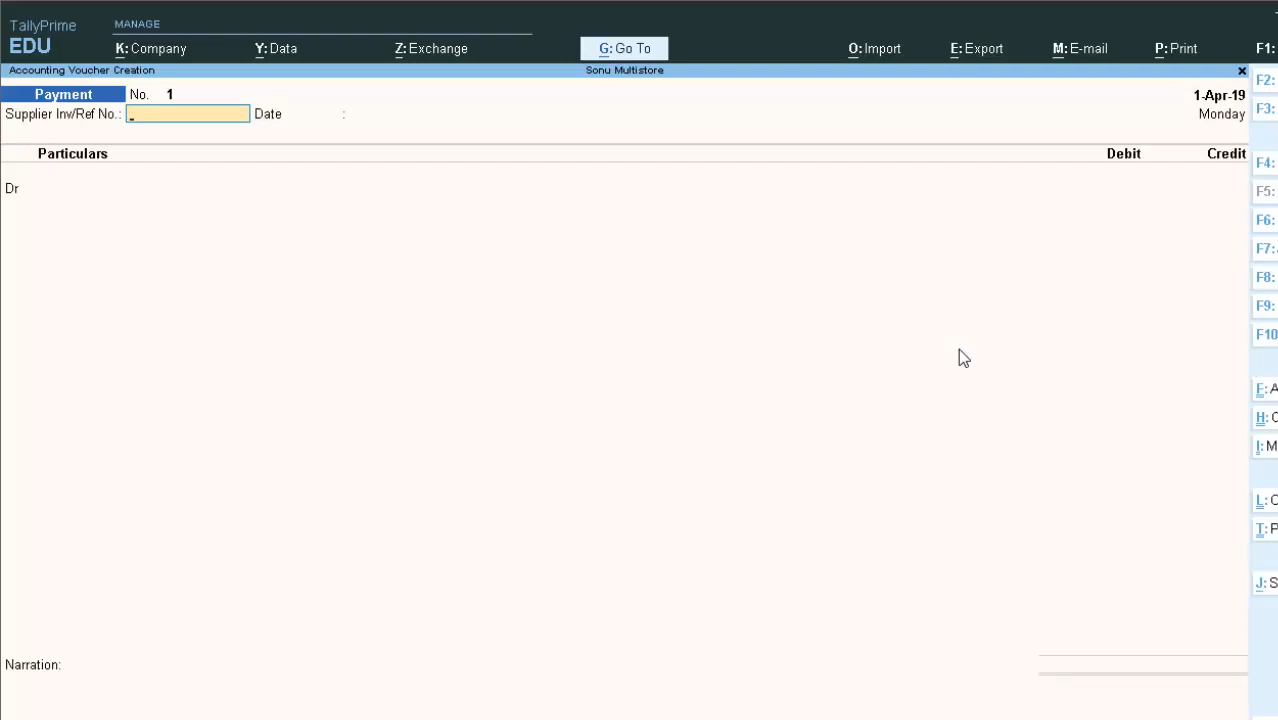 TallyPrime
EDU
MANAGE
K: Company
Y: Data
Z: Exchange
G: Go To
O: Import
E: Export
M: E-mail
P: Print
F1:
Accounting Voucher Creation
Sonu Multistore
x
F2:
Payment
No. 1
1-Apr-19
F3:
Supplier Inv/Ref No.:
Date :
Monday
Particulars
Debit
Credit
F4:
Dr
F5:
F6:
F7:
F8:
F9:
F10
F: A
H: C
I: M
L: C
T: P
J: S
Narration: